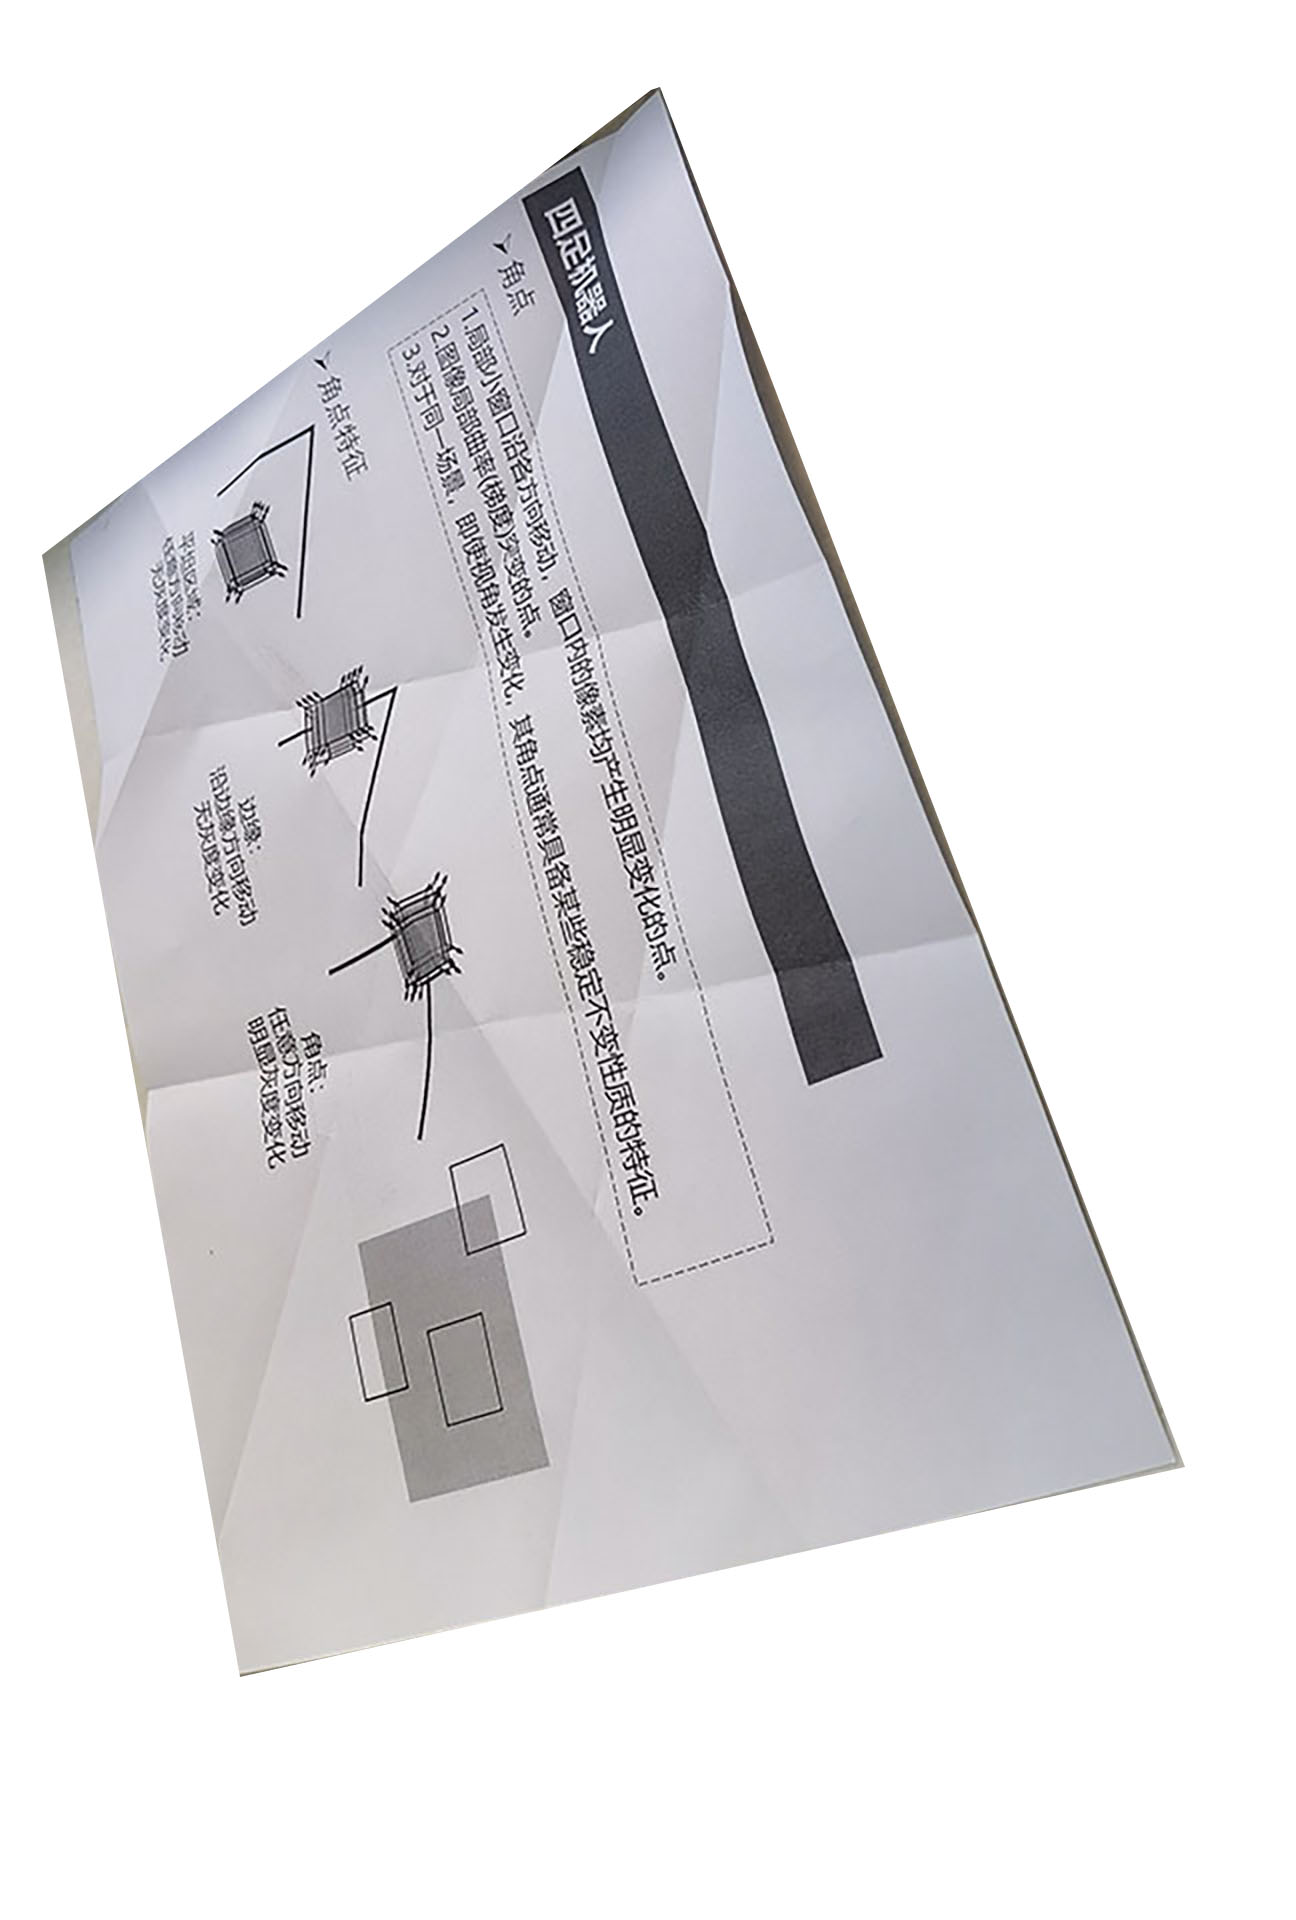 四足机器人
➤ 角点
1.局部小窗口沿各方向移动，窗口内的像素均产生明显变化的点。
2.图像局部曲率(梯度)突变的点。
3.对于同一场景，即使视角发生变化，其角点通常具备某些稳定不变性质的特征。
➤ 角点特征
平坦区域：
任意方向移动
无灰度变化
边缘：
沿边缘方向移动
无灰度变化
角点：
任意方向移动
明显灰度变化